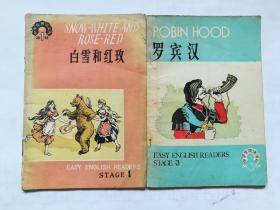 SNOW-WHITE AND
ROSE-RED
白雪和红玫
EASY ENGLISH READERS
STAGE 1
ROBIN HOOD
罗宾汉
EASY ENGLISH READERS
STAGE 3